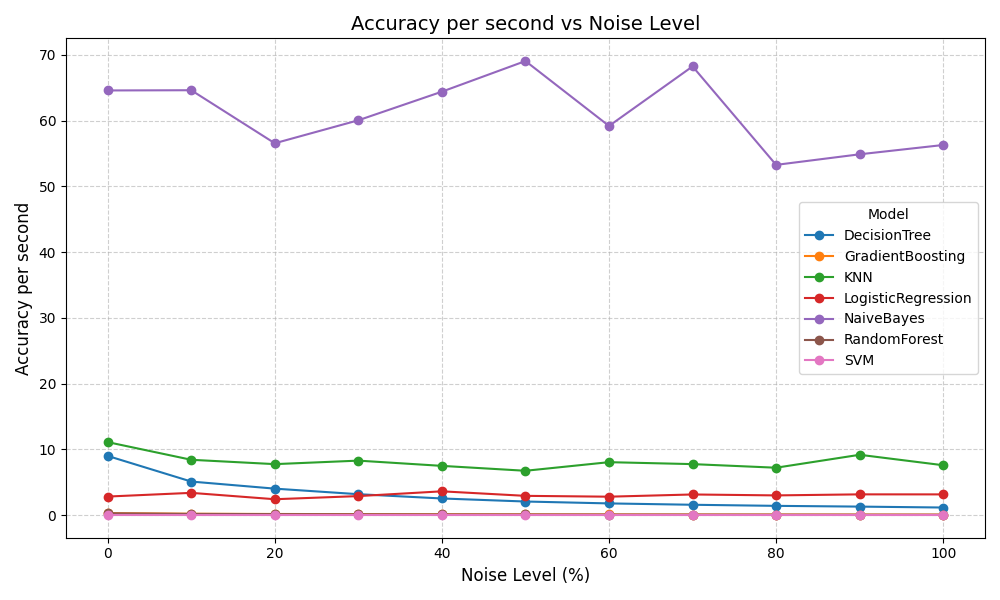 Accuracy per second vs Noise Level
Accuracy per second
70
60
50
40
30
20
10
0
0
20
40
60
80
100
Noise Level (%)
Model
DecisionTree
GradientBoosting
KNN
LogisticRegression
NaiveBayes
RandomForest
SVM